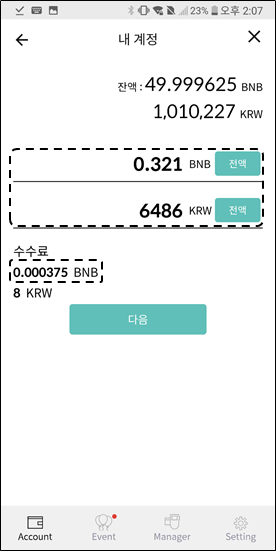 23% 오후 2:07
내 계정
잔액 : 49.999625 BNB
1,010,227 KRW
0.321 BNB 전액
6486 KRW 전액
수수료
0.000375 BNB
8 KRW
다음
Account Event Manager Setting